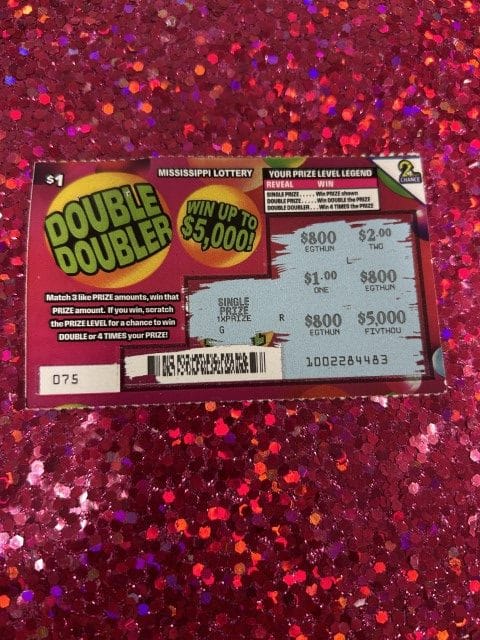 $1
MISSISSIPPI LOTTERY
YOUR PRIZE LEVEL LEGEND
REVEAL WIN
SINGLE PRIZE..... Win PRIZE shown
DOUBLE PRIZE..... Win DOUBLE the PRIZE
DOUBLE DOUBLER... Win 4 TIMES the PRIZE
2nd
CHANCE
DOUBLE
DOUBLER
WIN UP TO
$5,000!
Match 3 like PRIZE amounts, win that
PRIZE amount. If you win, scratch
the PRIZE LEVEL for a chance to win
DOUBLE or 4 TIMES your PRIZE!
$800 $2.00
EGTHUN TWO
$1.00 $800
ONE EGTHUN
$800 $5,000
EGTHUN FIVTHOU
SINGLE
PRIZE
1XPRIZE
G
R
L
1002284483
075